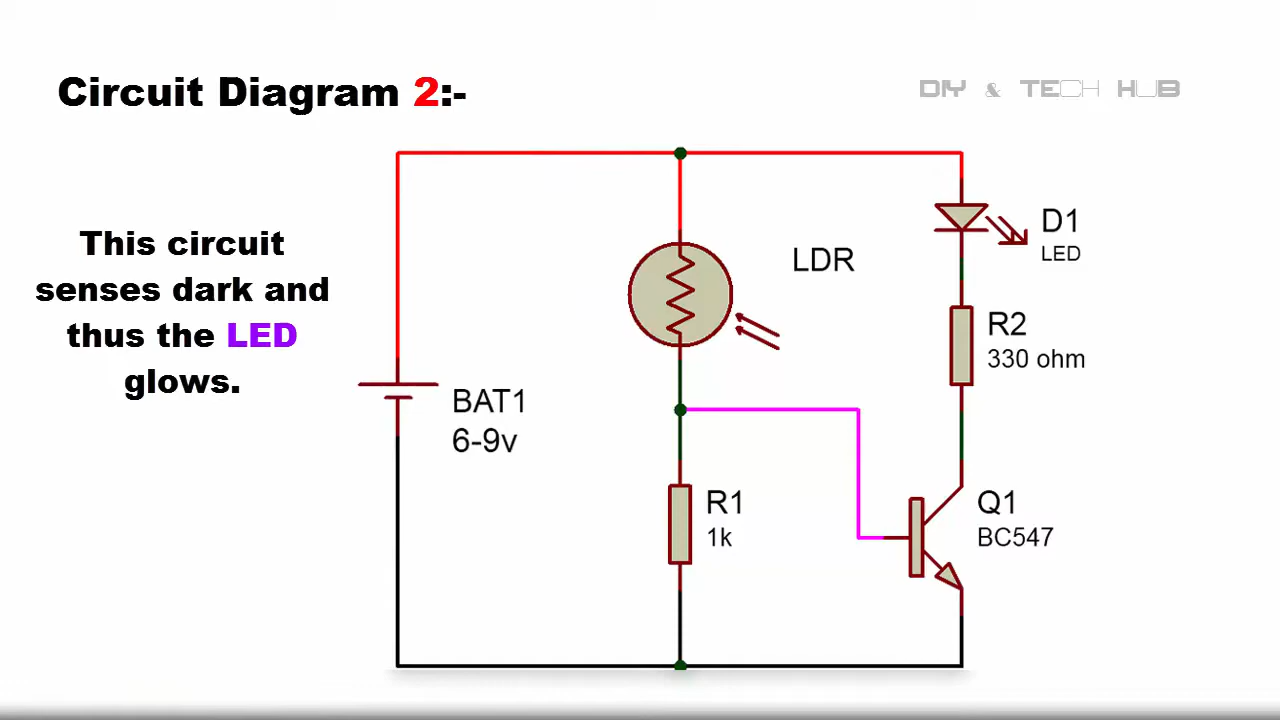 Circuit Diagram 2:-
DIY & TECH HUB
This circuit
senses dark and
thus the LED
glows.
LDR
D1
LED
R2
330 ohm
BAT1
6-9v
R1
1k
Q1
BC547